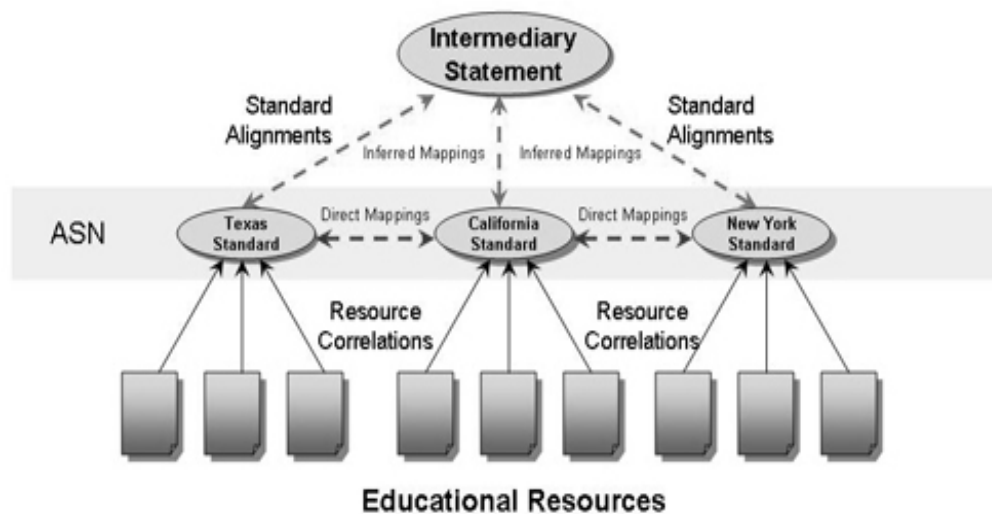 Intermediary
Statement
Standard
Alignments
Standard
Alignments
Inferred Mappings
Inferred Mappings
ASN
Texas
Standard
Direct Mappings
California
Standard
Direct Mappings
New York
Standard
Resource
Correlations
Resource
Correlations
Educational Resources